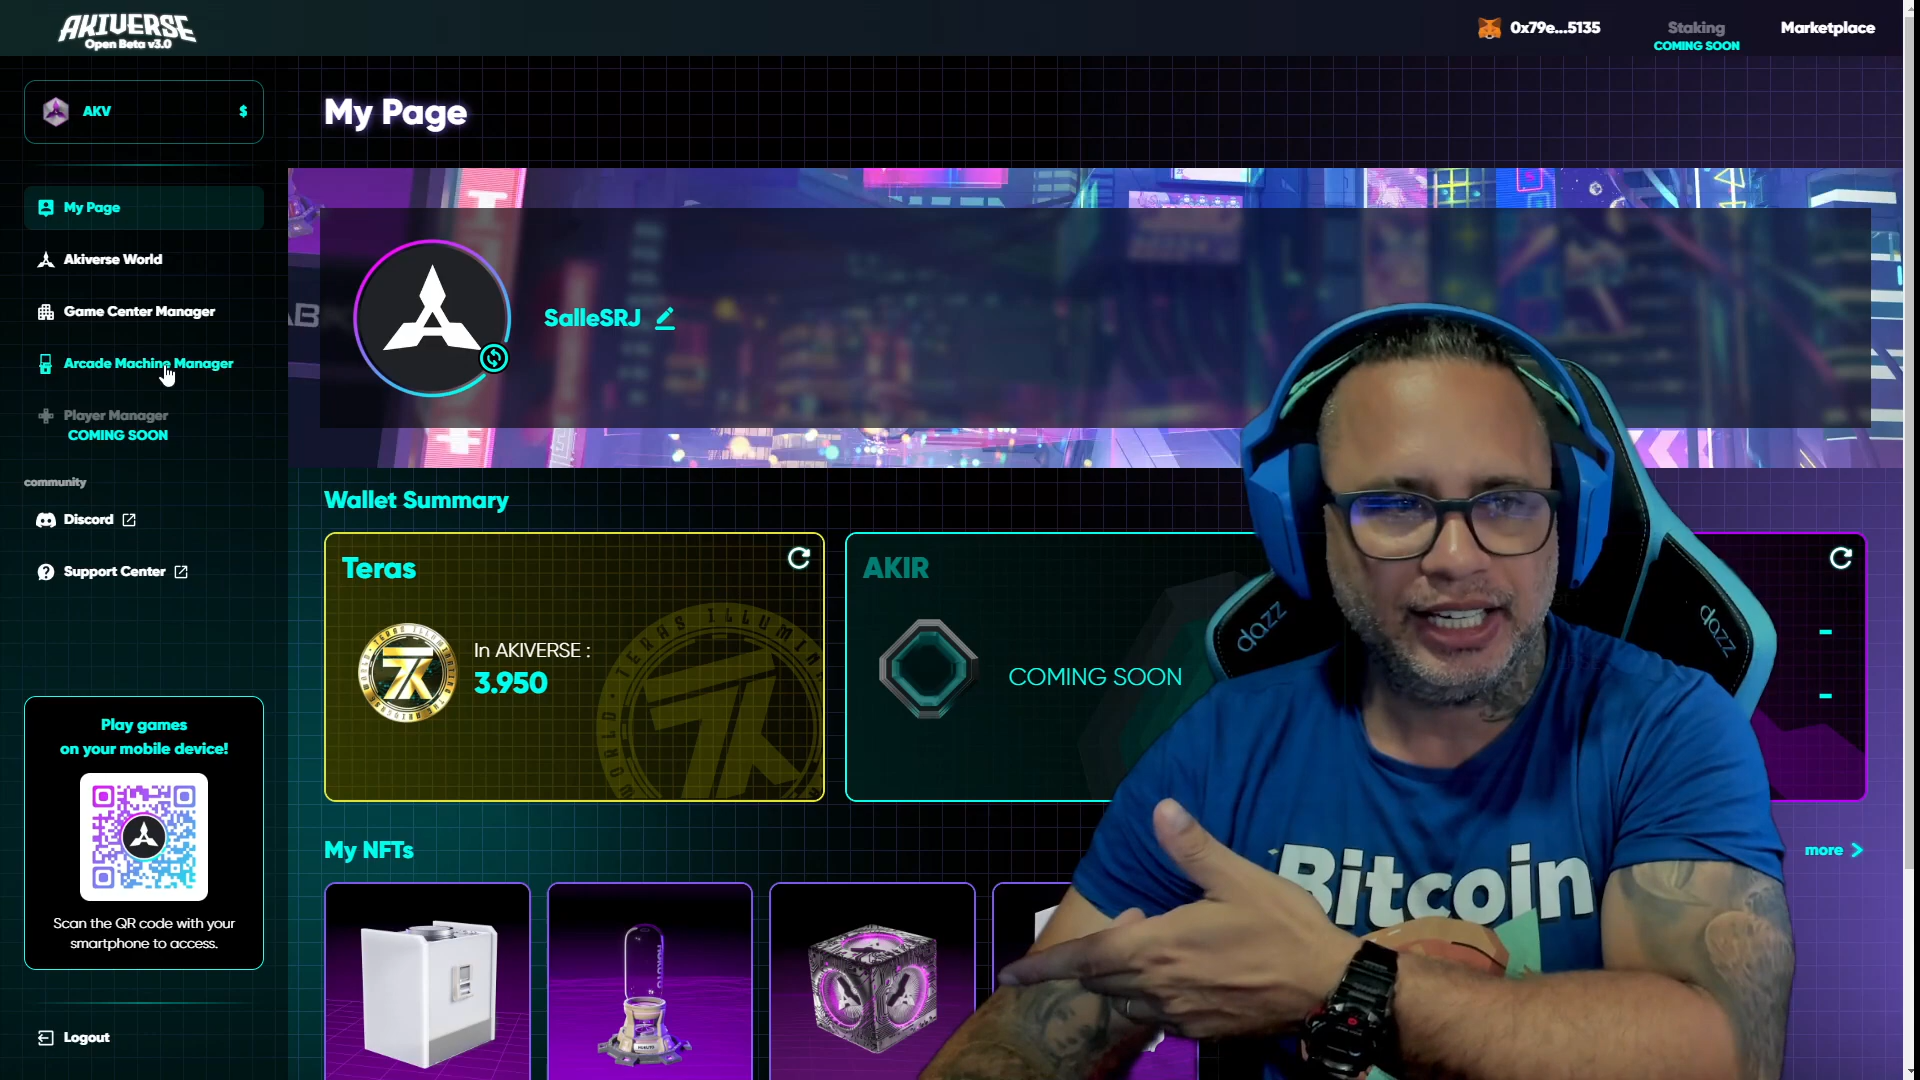 AKIVERSE
Open Beta v3.0
0x79e...5135
Staking
COMING SOON
Marketplace
AKV
$
My Page
My Page
Akiverse World
Game Center Manager
Arcade Machine Manager
Player Manager
COMING SOON
community
Discord
Support Center
Play games
on your mobile device!
Scan the QR code with your
smartphone to access.
Logout
SalleSRJ
Wallet Summary
Teras
In AKIVERSE :
3.950
AKIR
COMING SOON
-
-
My NFTs
more
dazz
dazz
Bitcoin